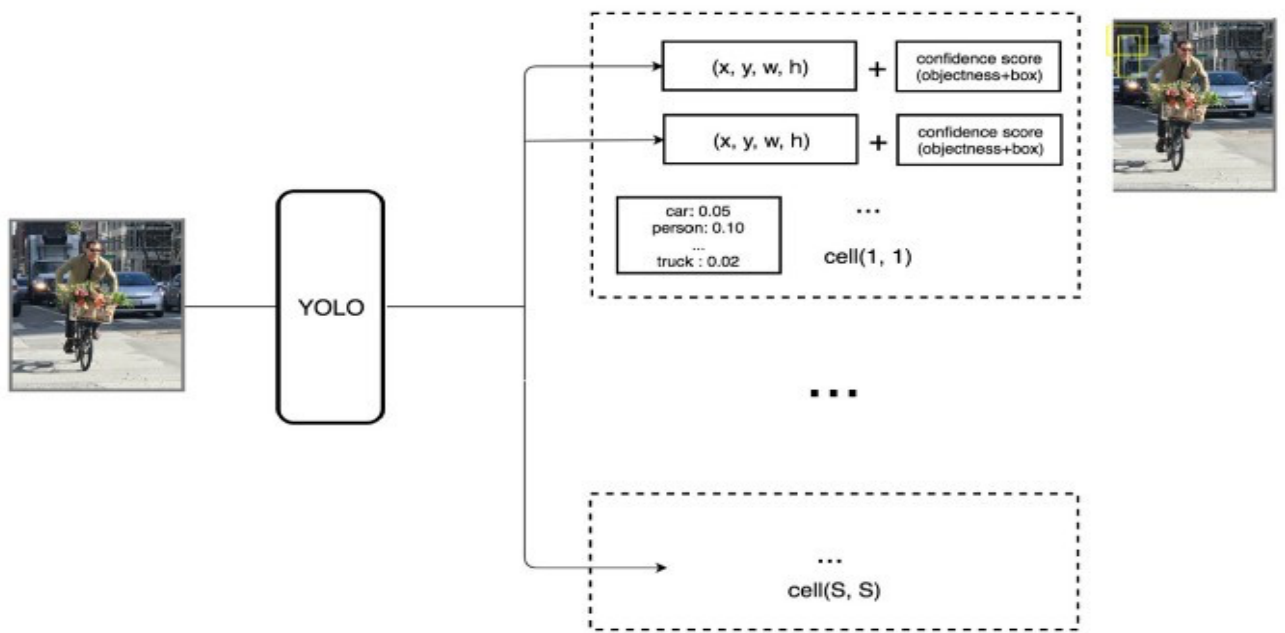 (x, y, w, h) + confidence score
(objectness+box)
(x, y, w, h) + confidence score
(objectness+box)
car: 0.05
person: 0.10
...
truck : 0.02
...
cell(1, 1)
YOLO
...
...
cell(S, S)